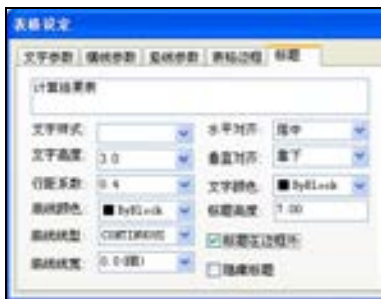 表格设定
文字参数 横线参数 竖线参数 表格边框 标题
计算结果表
文字样式: 水平对齐: 居中
文字高度: 3.0 垂直对齐: 靠下
行距系数: 0.4 文字颜色: ByBlock
底线颜色: ByBlock 标题高度: 7.00
底线线型 CONTINUOUS 标题在边框外
底线线宽: 隐藏标题